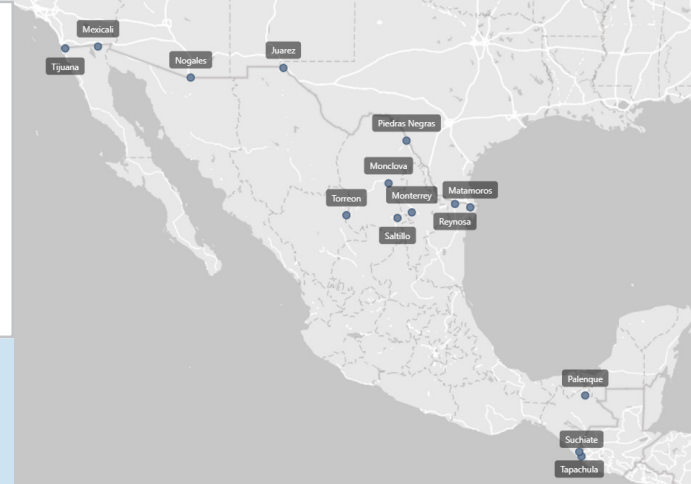 Mexicali
Tijuana
Nogales
Juarez
Piedras Negras
Monclova
Torreon
Monterrey
Matamoros
Reynosa
Saltillo
Palenque
Suchiate
Tapachula